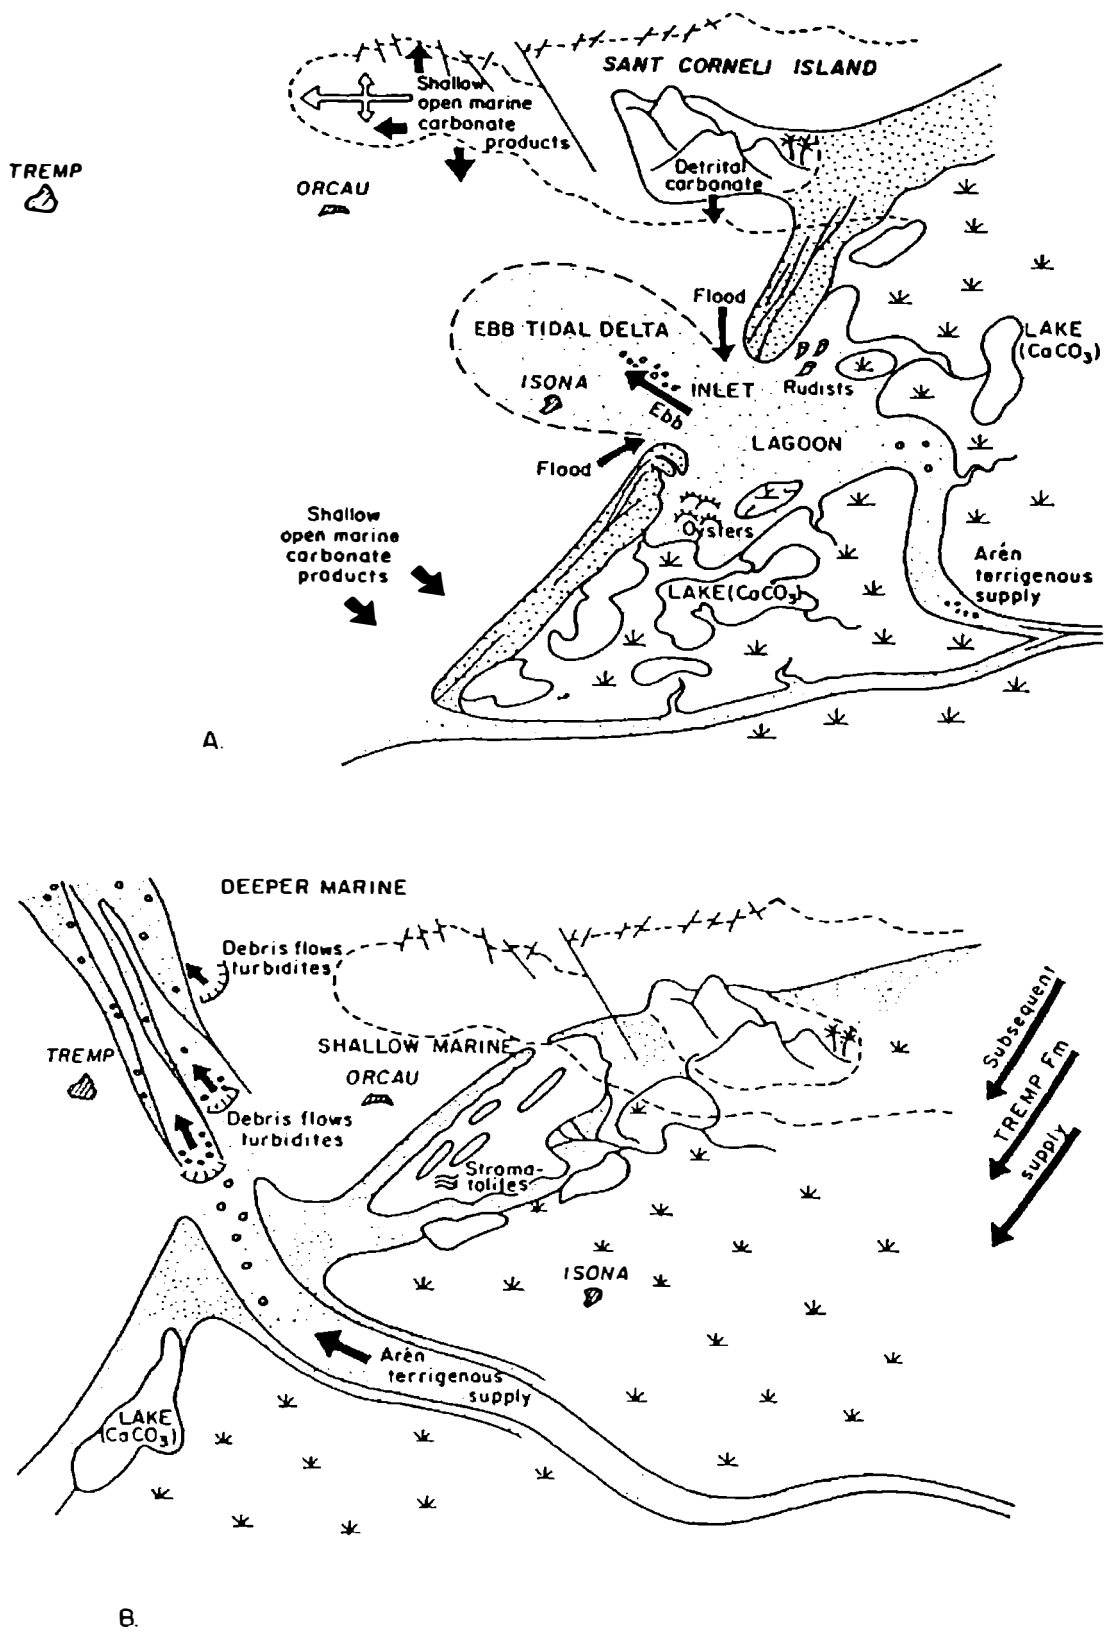 SANT CORNELI ISLAND
Shallow
open marine
carbonate
products
TREMP
ORCAU
Detrital
carbonate
Flood
EBB TIDAL DELTA
LAKE
(CaCO3)
ISONA
INLET
Rudists
Ebb
LAGOON
Flood
Shallow
open marine
carbonate
products
Oysters
Arén
terrigenous
supply
LAKE(CaCO3)
A.
DEEPER MARINE
Debris flows
turbidites
Subsequent
TREMP Fm
supply
TREMP
SHALLOW MARINE
ORCAU
Debris flows
turbidites
Stroma-
tolites
ISONA
Arén
terrigenous
supply
LAKE
(CaCO3)
B.